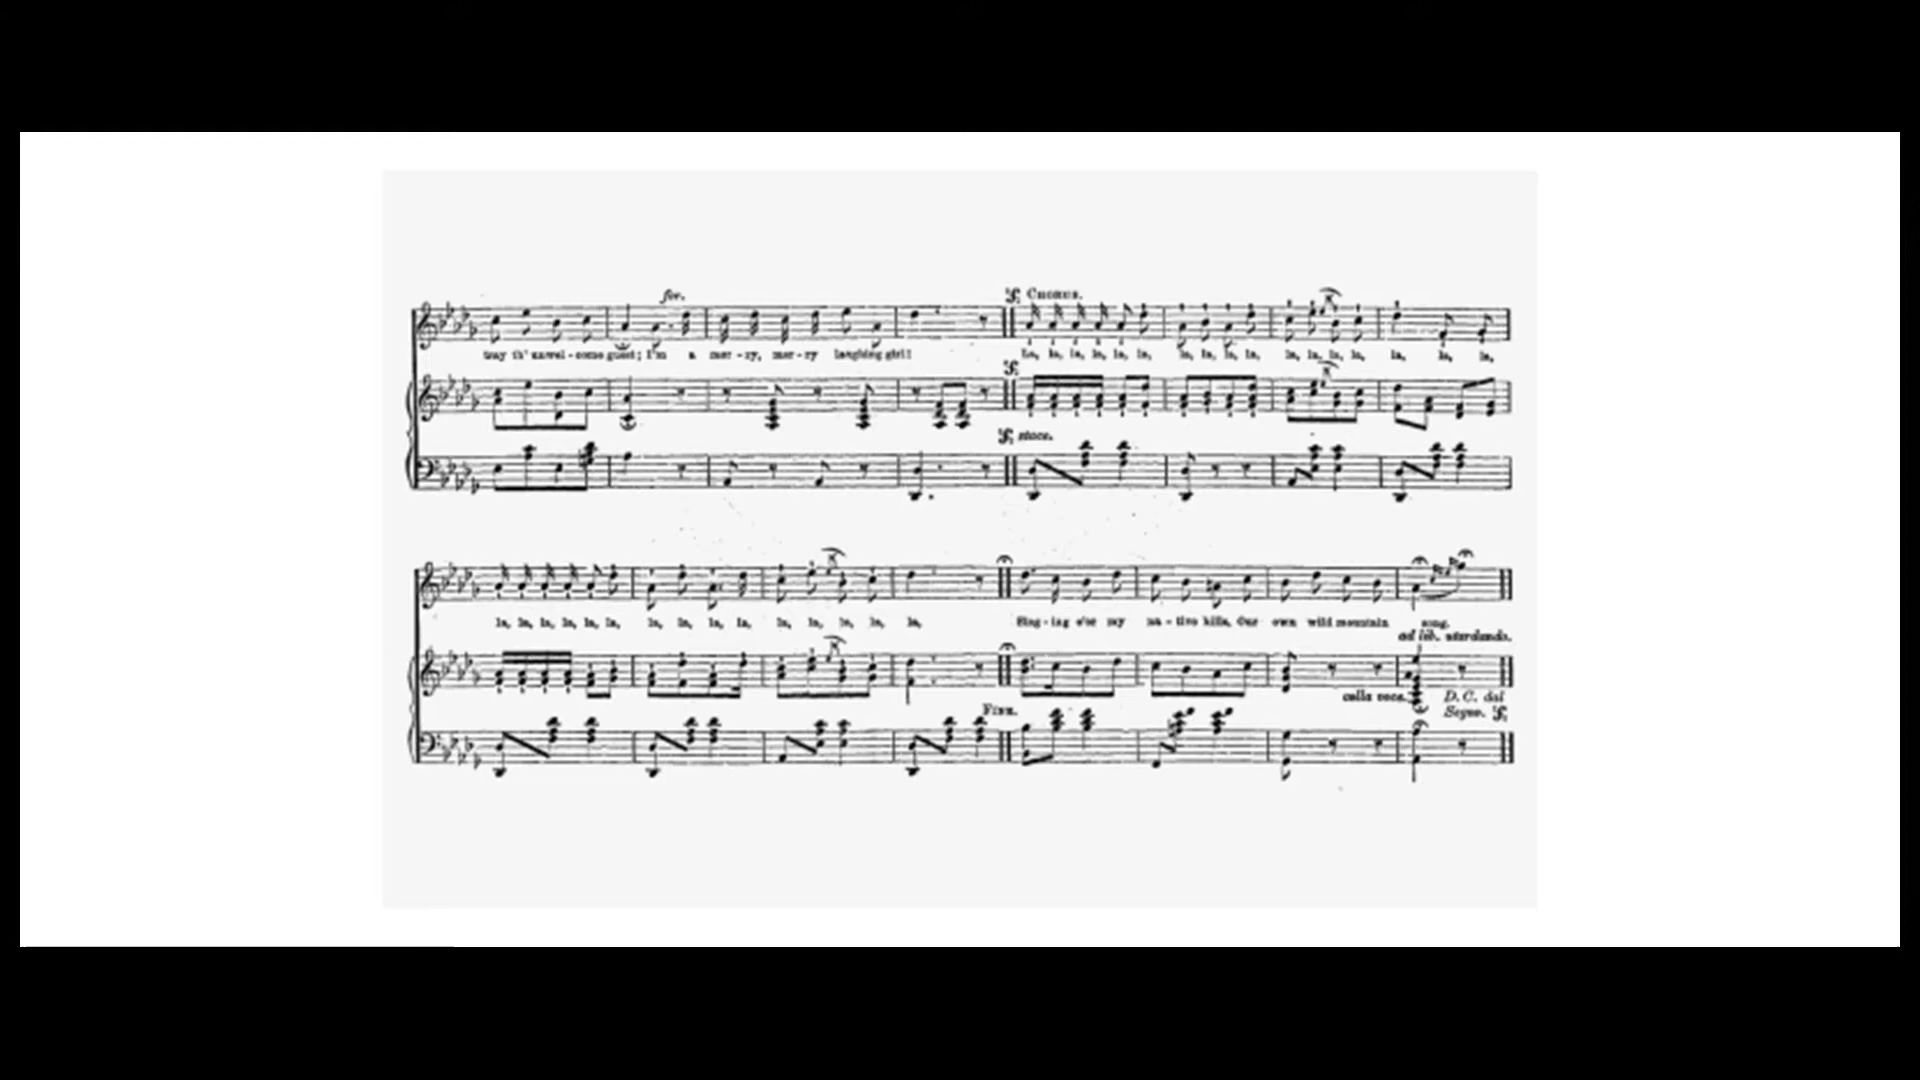 for. Chorus.
tway th' unwel - come guest; I'm a mer - ry, mer - ry laughing girl! La, la, la, la, la, la, la, la, la, la, la, la, la, la, la, la, la,
stacc.
la, la, la, la, la, la, la, la, la, la, la, la, la, la, la, Sing - ing o'er my na - tive hills, Our own wild mountain song.
ad lib.
colla voce. D. C. dal
Fine. Segno.